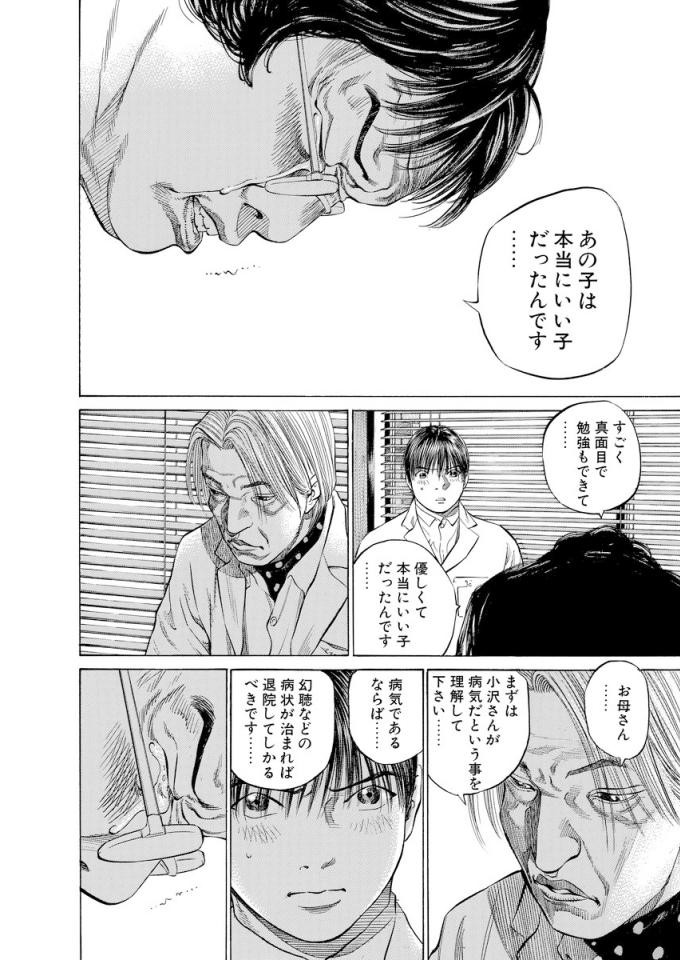 あの子は
本当にいい子
だったんです
……
すごく
真面目で
勉強もできて
……
優しくて
本当にいい子
だったんです
……
お母さん
……
まずは
小沢さんが
病気だという事を
理解して
下さい……
病気である
ならば……
幻聴などの
病状が治まれば
退院してしかる
べきです……